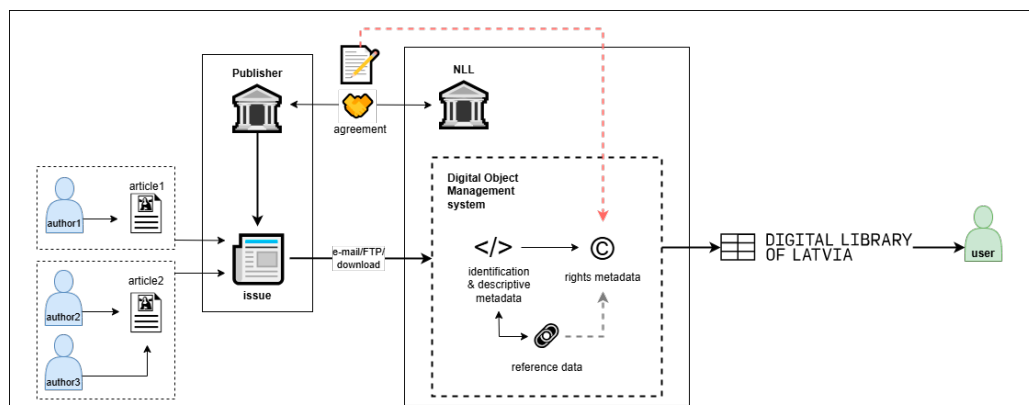 Publisher
NLL
agreement
article1
author1
article2
author2
author3
issue
e-mail/FTP/
download
Digital Object
Management
system
</>
identification
& descriptive
metadata
©
rights metadata
reference data
DIGITAL LIBRARY
OF LATVIA
user